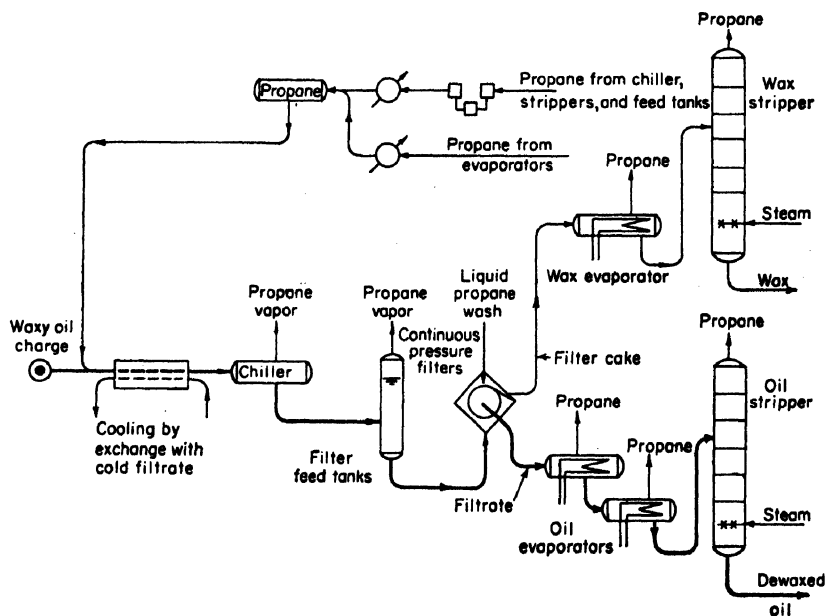 Propane
Propane
Wax
stripper
Propane from chiller,
strippers, and feed tanks
Propane from
evaporators
Propane
Steam
Wax evaporator
Wax
Propane
vapor
Propane
vapor
Liquid
propane
wash
Continuous
pressure
filters
Waxy oil
charge
Chiller
Filter cake
Propane
Oil
stripper
Cooling by
exchange with
cold filtrate
Filter
feed tanks
Propane
Propane
Filtrate
Oil
evaporators
Steam
Dewaxed
oil